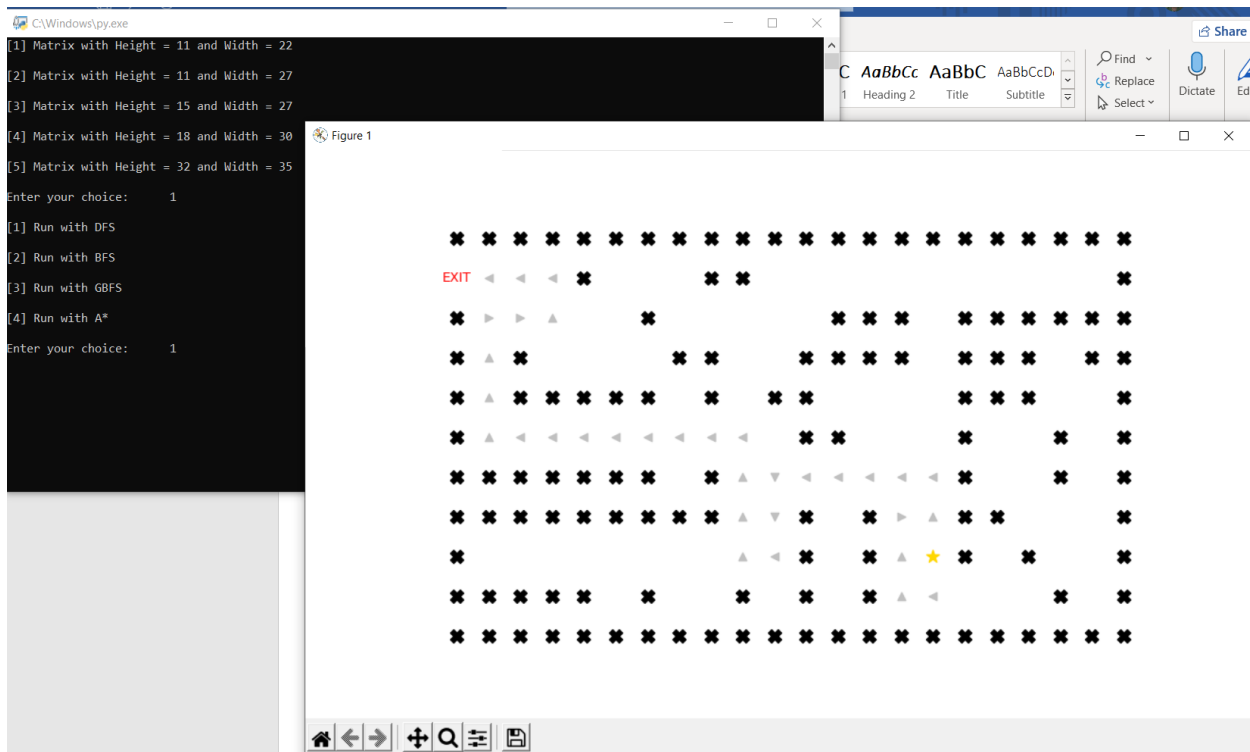 C:\Windows\py.exe
[1] Matrix with Height = 11 and Width = 22
[2] Matrix with Height = 11 and Width = 27
[3] Matrix with Height = 15 and Width = 27
[4] Matrix with Height = 18 and Width = 30
[5] Matrix with Height = 32 and Width = 35
Enter your choice: 1
[1] Run with DFS
[2] Run with BFS
[3] Run with GBFS
[4] Run with A*
Enter your choice: 1
Share
C AaBbCc AaBbC AaBbCcD
1 Heading 2 Title Subtitle
Find
Replace
Select
Dictate
Ed
Figure 1
EXIT